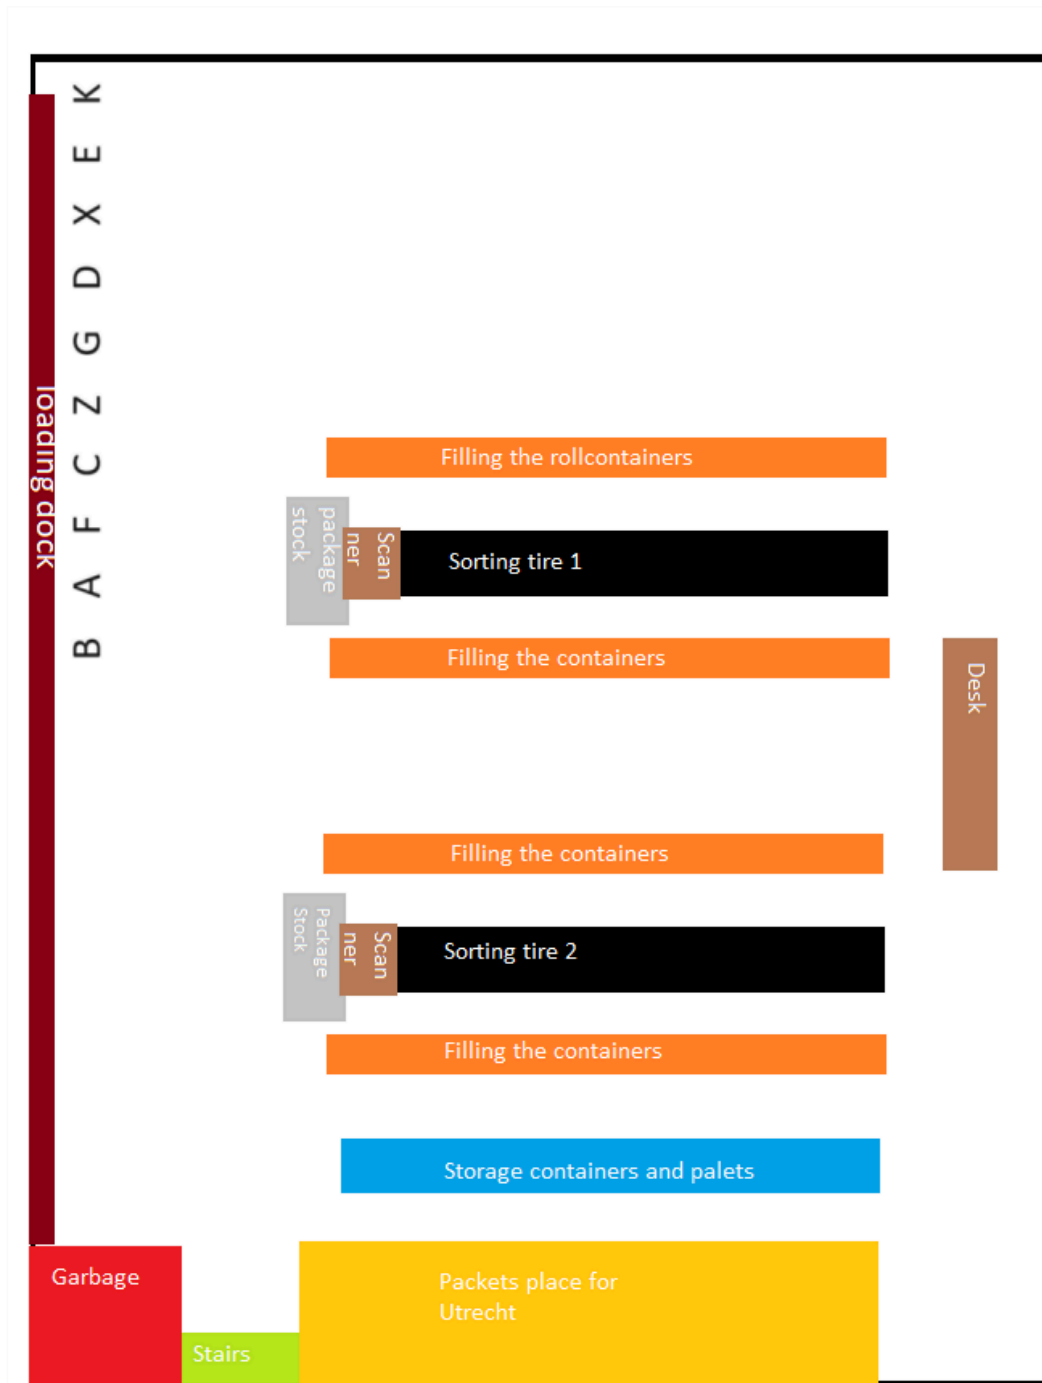 K
E
X
D
G
Z
C
F
A
B
loading dock
Filling the rollcontainers
package
stock
Scan
ner
Sorting tire 1
Filling the containers
Desk
Filling the containers
Package
Stock
Scan
ner
Sorting tire 2
Filling the containers
Storage containers and palets
Garbage
Packets place for
Utrecht
Stairs